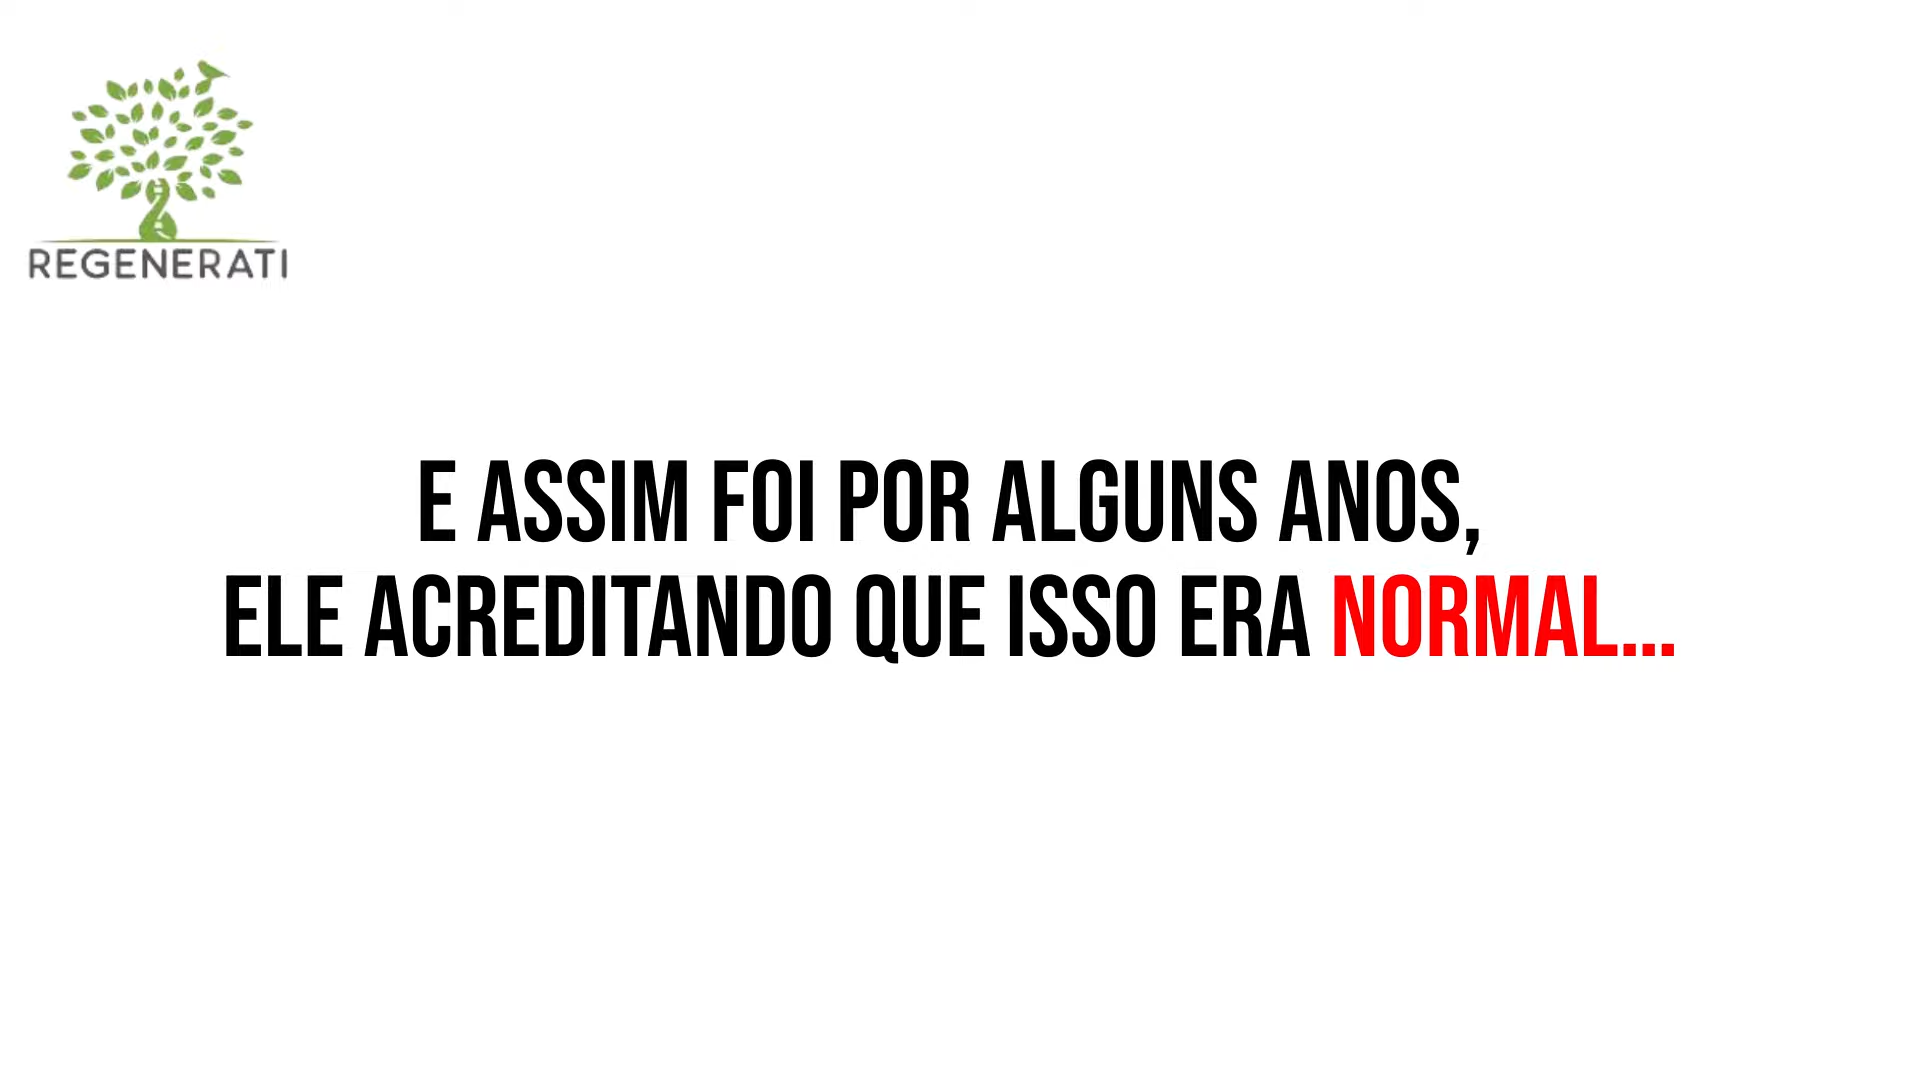 REGENERATI
E ASSIM FOI POR ALGUNS ANOS,
ELE ACREDITANDO QUE ISSO ERA NORMAL...